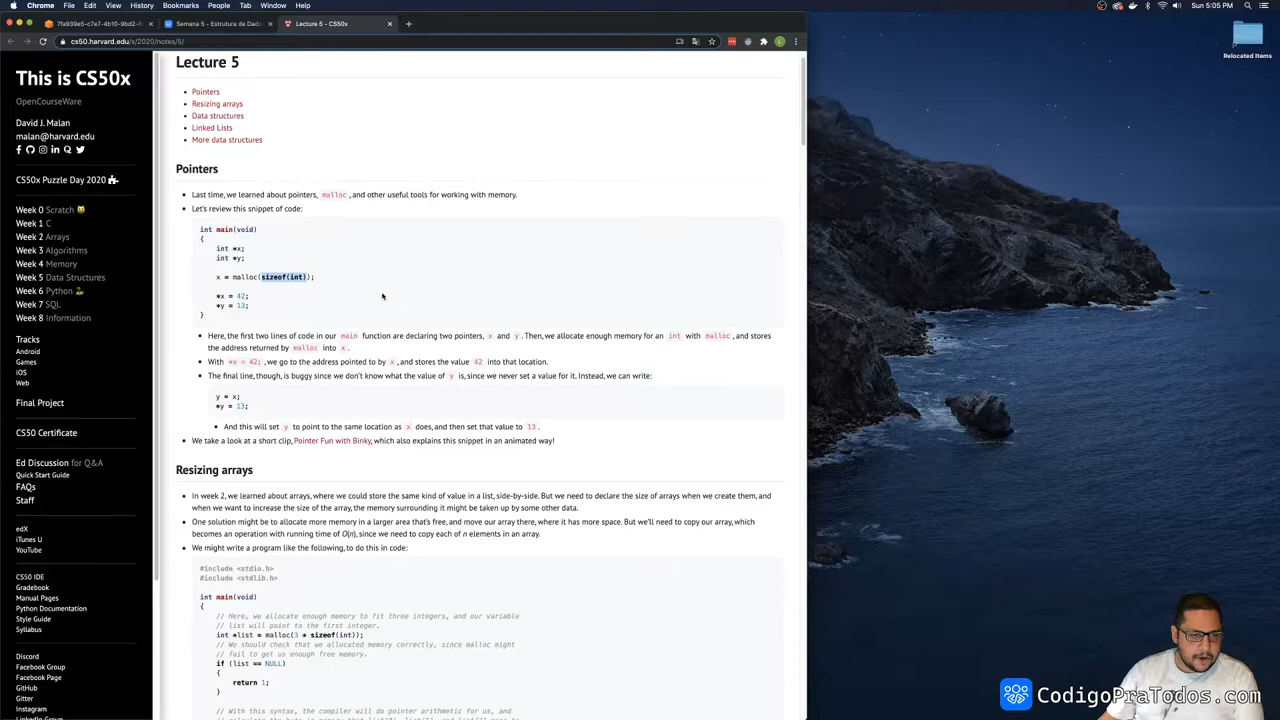 Chrome File Edit View History Bookmarks People Tab Window Help
Sun 5:05 PM
7fa939e5-c7e7-4b10-9bd2-8
Semana 5 - Estrutura de Dado
Lecture 5 - CS50x
cs50.harvard.edu/x/2020/notes/5/
Relocated Items
This is CS50x
OpenCourseWare
David J. Malan
malan@harvard.edu
CS50x Puzzle Day 2020
Week 0 Scratch
Week 1 C
Week 2 Arrays
Week 3 Algorithms
Week 4 Memory
Week 5 Data Structures
Week 6 Python
Week 7 SQL
Week 8 Information
Tracks
Android
Games
iOS
Web
Final Project
CS50 Certificate
Ed Discussion for Q&A
Quick Start Guide
FAQs
Staff
edX
iTunes U
YouTube
CS50 IDE
Gradebook
Manual Pages
Python Documentation
Style Guide
Syllabus
Discord
Facebook Group
Facebook Page
GitHub
Gitter
Instagram
LinkedIn Group
Lecture 5
Pointers
Resizing arrays
Data structures
Linked Lists
More data structures
Pointers
Last time, we learned about pointers, malloc, and other useful tools for working with memory.
Let's review this snippet of code:
int main(void)
{
int *x;
int *y;
x = malloc(sizeof(int));
*x = 42;
*y = 13;
}
Here, the first two lines of code in our main function are declaring two pointers, x and y. Then, we allocate enough memory for an int with malloc, and stores
the address returned by malloc into x.
With *x = 42;, we go to the address pointed to by x, and stores the value 42 into that location.
The final line, though, is buggy since we don't know what the value of y is, since we never set a value for it. Instead, we can write:
y = x;
*y = 13;
And this will set y to point to the same location as x does, and then set that value to 13.
We take a look at a short clip, Pointer Fun with Binky, which also explains this snippet in an animated way!
Resizing arrays
In week 2, we learned about arrays, where we could store the same kind of value in a list, side-by-side. But we need to declare the size of arrays when we create them, and
when we want to increase the size of the array, the memory surrounding it might be taken up by some other data.
One solution might be to allocate more memory in a larger area that's free, and move our array there, where it has more space. But we'll need to copy our array, which
becomes an operation with running time of O(n), since we need to copy each of n elements in an array.
We might write a program like the following, to do this in code:
#include <stdio.h>
#include <stdlib.h>
int main(void)
{
// Here, we allocate enough memory to fit three integers, and our variable
// list will point to the first integer.
int *list = malloc(3 * sizeof(int));
// We should check that we allocated memory correctly, since malloc might
// fail to get us enough free memory.
if (list == NULL)
{
return 1;
}
// With this syntax, the compiler will do pointer arithmetic for us, and
CodigoPraTodos.com